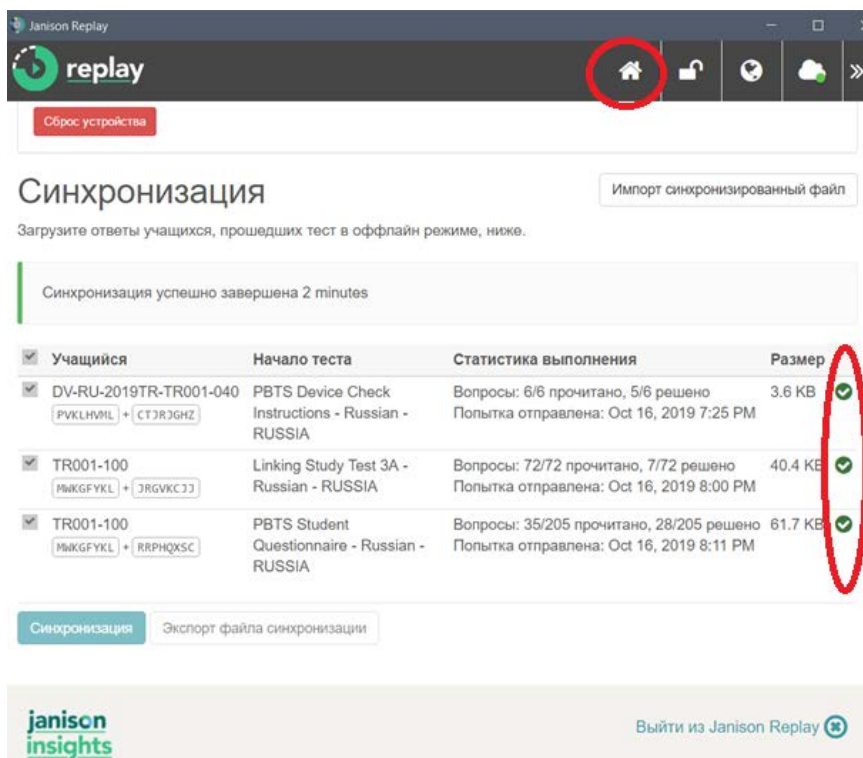 Janison Replay
replay
Сброс устройства
Синхронизация
Импорт синхронизированный файл
Загрузите ответы учащихся, прошедших тест в оффлайн режиме, ниже.
Синхронизация успешно завершена 2 minutes
Учащийся Начало теста Статистика выполнения Размер
DV-RU-2019TR-TR001-040 PBTS Device Check Вопросы: 6/6 прочитано, 5/6 решено 3.6 KB
PVKLHVML + CTJRJGHZ Instructions - Russian - Попытка отправлена: Oct 16, 2019 7:25 PM
RUSSIA
TR001-100 Linking Study Test 3A - Вопросы: 72/72 прочитано, 7/72 решено 40.4 KB
MWKGFYKL + JRGVKCJJ Russian - RUSSIA Попытка отправлена: Oct 16, 2019 8:00 PM
TR001-100 PBTS Student Вопросы: 35/205 прочитано, 28/205 решено 61.7 KB
MWKGFYKL + RRPHQXSC Questionnaire - Russian - Попытка отправлена: Oct 16, 2019 8:11 PM
RUSSIA
Синхронизация Экспорт файла синхронизации
janison
insights
Выйти из Janison Replay